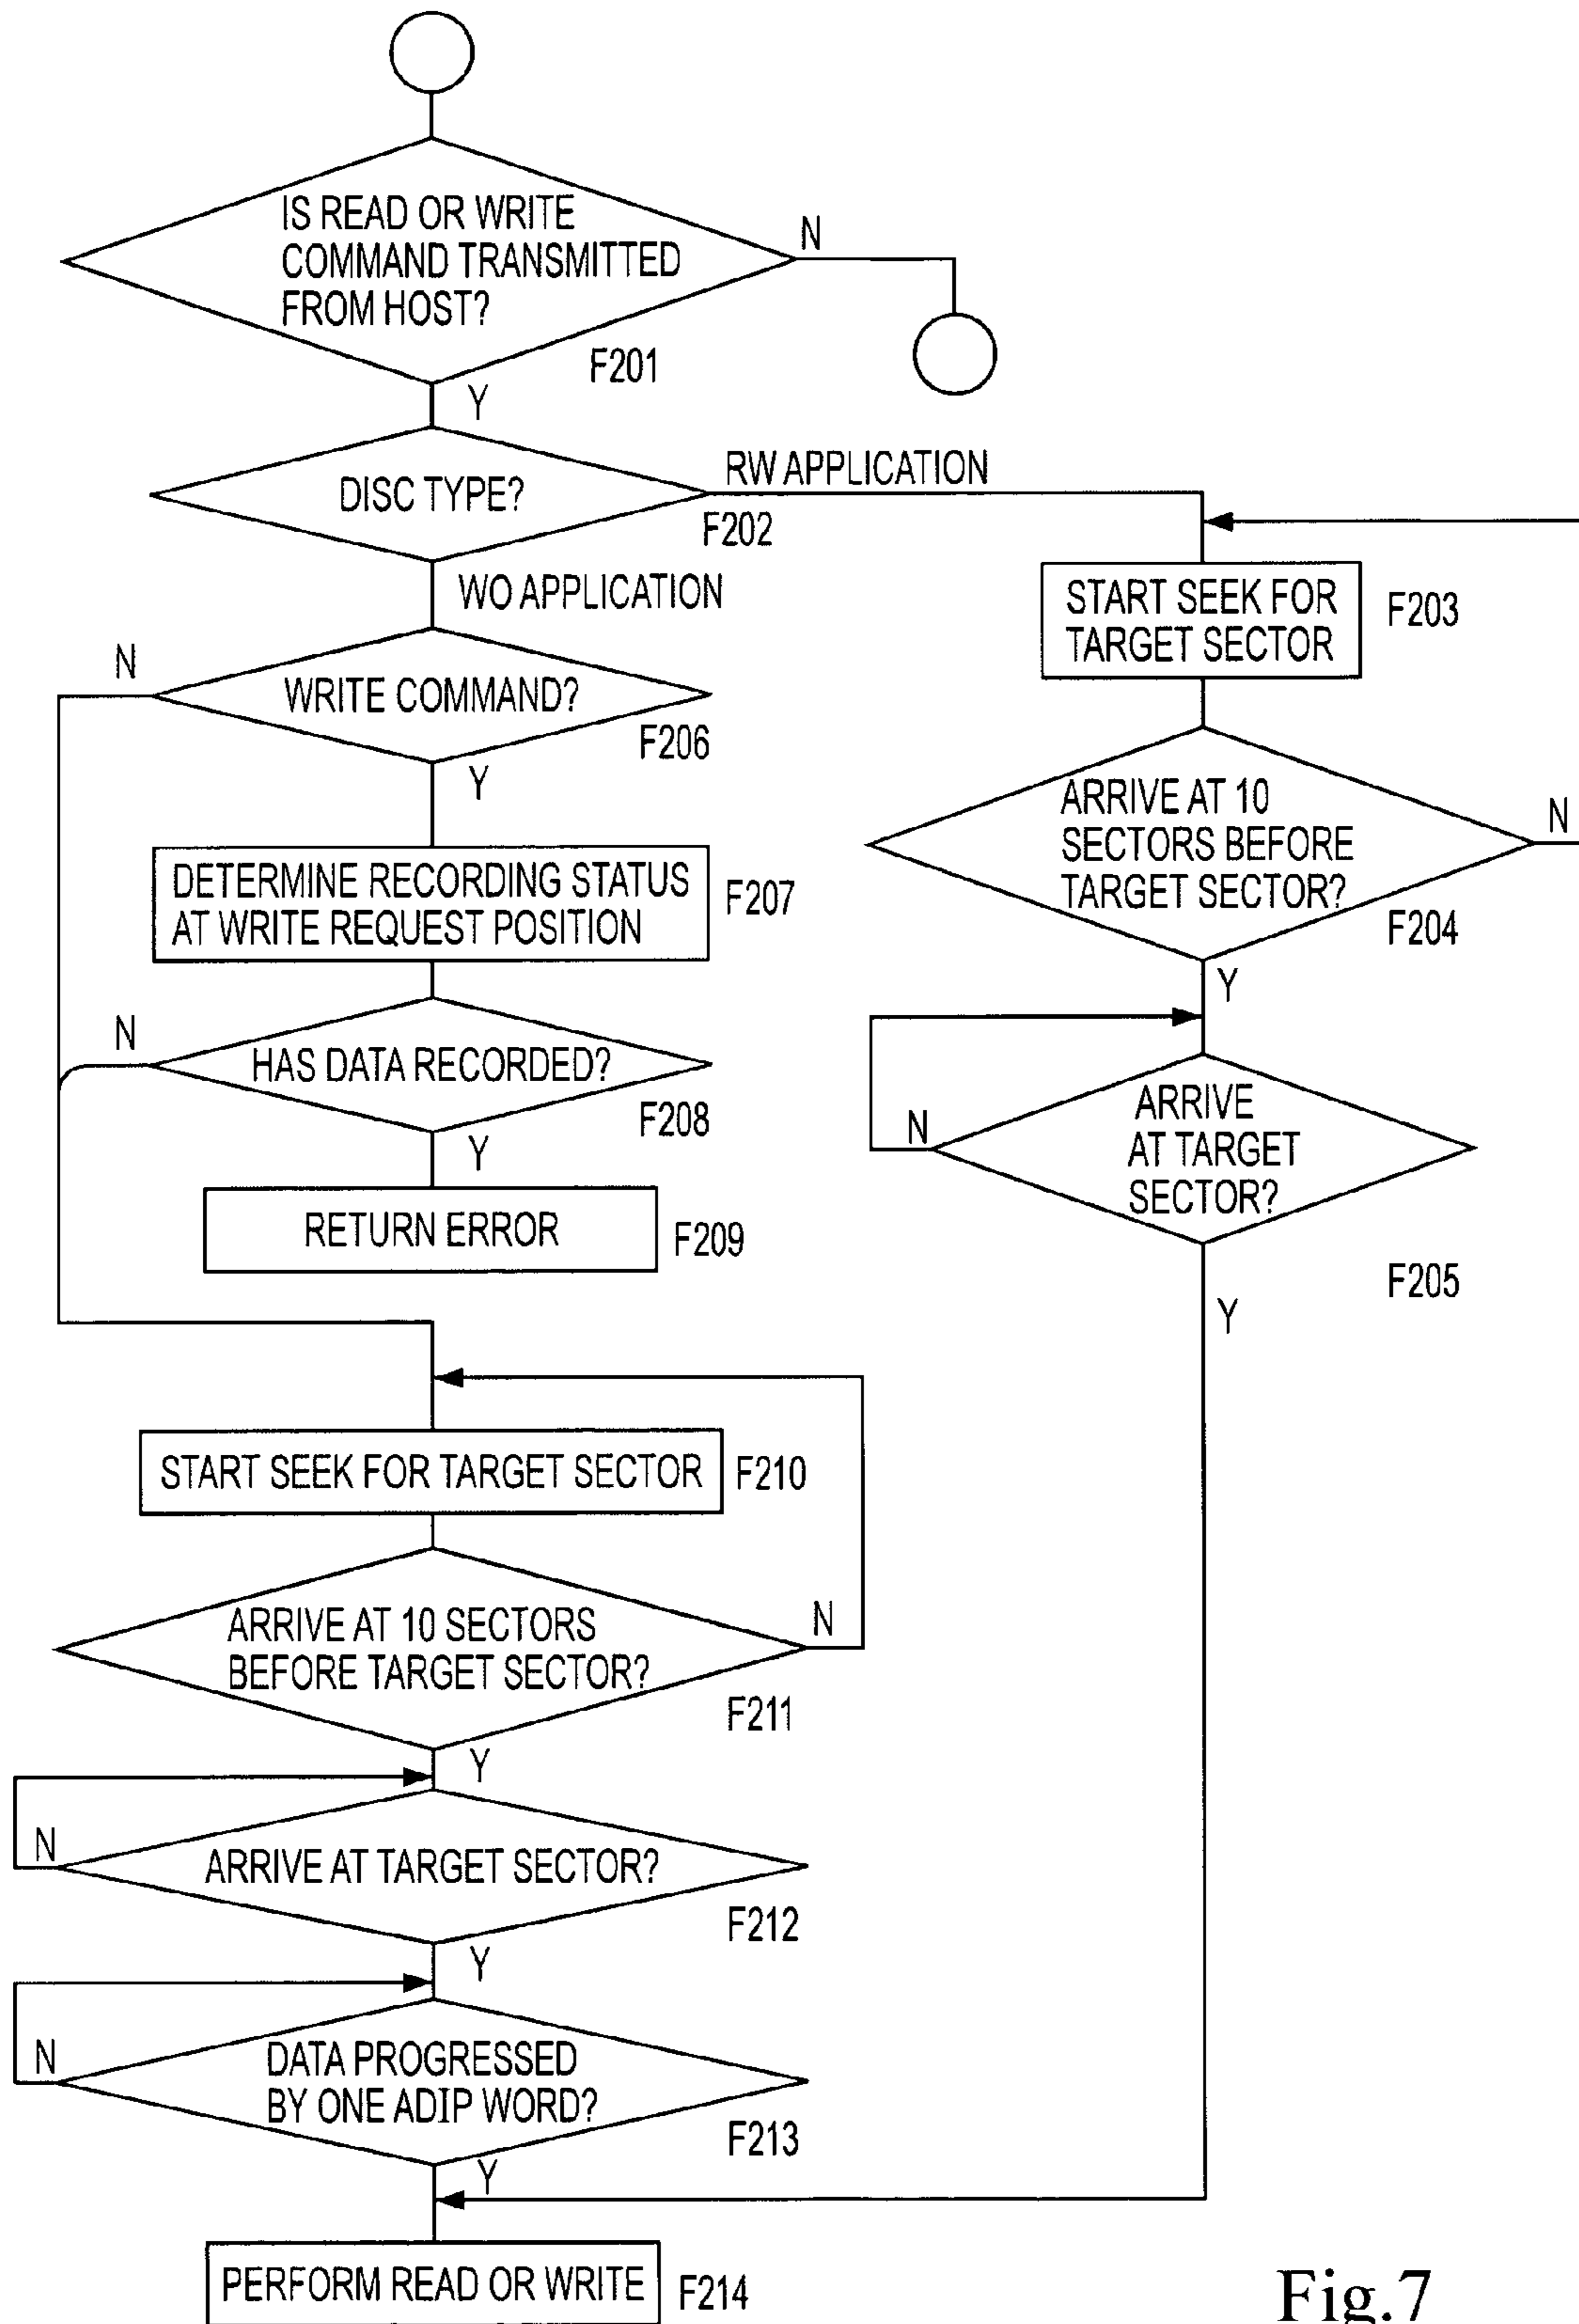 IS READ OR WRITE
COMMAND TRANSMITTED
FROM HOST?
N
F201
Y
DISC TYPE?
RW APPLICATION
F202
WO APPLICATION
START SEEK FOR
TARGET SECTOR
F203
N
WRITE COMMAND?
F206
Y
ARRIVE AT 10
SECTORS BEFORE
TARGET SECTOR?
N
F204
Y
DETERMINE RECORDING STATUS
AT WRITE REQUEST POSITION
F207
N
HAS DATA RECORDED?
F208
Y
ARRIVE
AT TARGET
SECTOR?
N
F205
Y
RETURN ERROR
F209
START SEEK FOR TARGET SECTOR
F210
ARRIVE AT 10 SECTORS
BEFORE TARGET SECTOR?
N
F211
Y
N
ARRIVE AT TARGET SECTOR?
F212
Y
N
DATA PROGRESSED
BY ONE ADIP WORD?
F213
Y
PERFORM READ OR WRITE
F214
Fig.7